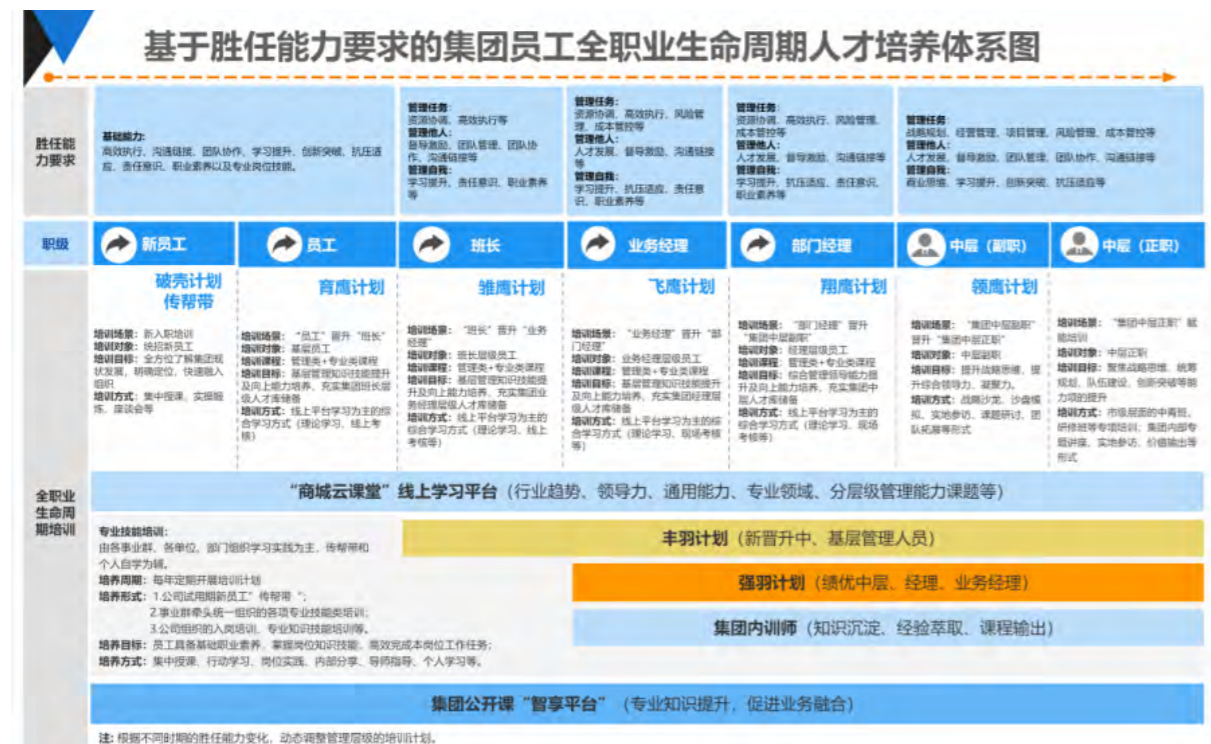 基于胜任能力要求的集团员工全职业生命周期人才培养体系图
胜任能
力要求
基础能力:
高效执行、沟通链接、团队协作、学习提升、创新突破、抗压适
应、责任意识、职业素养以及专业岗位技能。
管理任务:
资源协调、高效执行等
管理他人:
督导激励、团队管理、团队协
作、沟通链接等
管理自我:
学习提升、责任意识、职业素养
等
管理任务:
资源协调、高效执行、风险管
理、成本管控等
管理他人:
人才发展、督导激励、沟通链接
等
管理自我:
学习提升、抗压适应、责任意
识、职业素养等
管理任务:
资源协调、高效执行、风险管理、
成本管控等
管理他人:
人才发展、督导激励、沟通链接等
管理自我:
学习提升、抗压适应、责任意识、
职业素养等
管理任务:
战略规划、经营管理、项目管理、风险管理、成本管控等
管理他人:
人才发展、督导激励、团队管理、团队协作、沟通链接等
管理自我:
商业思维、学习提升、创新突破、抗压适应等
职级
新员工
员工
班长
业务经理
部门经理
中层（副职）
中层（正职）
全职业
生命周
期培训
破壳计划
传帮带
培训场景：新入职培训
培训对象：统招新员工
培训目标：全方位了解集团现
状发展，明确定位，快速融入
组织
培训方式：集中授课、实操锻
炼、座谈会等
育鹰计划
培训场景：“员工”晋升“班长”
培训对象：基层员工
培训课程：管理类+专业类课程
培训目标：基层管理知识技能提升
及向上能力培养，充实集团班长层
级人才库储备
培训方式：线上平台学习为主的综
合学习方式（理论学习、线上考
核）
雏鹰计划
培训场景：“班长”晋升“业务
经理”
培训对象：班长层级员工
培训课程：管理类+专业类课程
培训目标：基层管理知识技能提
升及向上能力培养，充实集团业
务经理层级人才库储备
培训方式：线上平台学习为主的
综合学习方式（理论学习、线上
考核等）
飞鹰计划
培训场景：“业务经理”晋升“部
门经理”
培训对象：业务经理层级员工
培训课程：管理类+专业类课程
培训目标：基层管理知识技能提升
及向上能力培养，充实集团经理层
级人才库储备
培训方式：线上平台学习为主的综
合学习方式（理论学习、现场考核
等）
翔鹰计划
培训场景：“部门经理”晋升
“集团中层副职”
培训对象：经理层级员工
培训课程：管理类+专业类课程
培训目标：综合管理领导能力提
升及向上能力培养，充实集团中
层人才库储备
培训方式：线上平台学习为主的
综合学习方式（理论学习、现场
考核等）
领鹰计划
培训场景：“集团中层副职”
晋升“集团中层正职”
培训对象：中层副职
培训目标：提升战略思维，提
升综合领导力、凝聚力。
培训方式：战略沙龙、沙盘模
拟、实地参访、课题研讨、团
队拓展等形式
培训场景：“集团中层正职”赋
能培训
培训对象：中层正职
培训目标：聚焦战略思维、统筹
规划、队伍建设、创新突破等能
力项的提升
培训方式：市级层面的中青班、
研修班等专项培训；集团内部专
题讲座、实地参访、价值输出等
形式
“商城云课堂”线上学习平台（行业趋势、领导力、通用能力、专业领域、分层级管理能力课题等）
专业技能培训：
由各事业群、各单位、部门组织学习实践为主，传帮带和
个人自学为辅。
培养周期：每年定期开展培训计划
培养形式：1.公司试用期新员工“传帮带“；
2.事业群牵头统一组织的各项专业技能类培训；
3.公司组织的入岗培训、专业知识技能培训等。
培养目标：员工具备基础职业素养，掌握岗位知识技能，高效完成本岗位工作任务；
培养方式：集中授课、行动学习、岗位实践、内部分享、导师指导、个人学习等。
丰羽计划（新晋升中、基层管理人员）
强羽计划（绩优中层、经理、业务经理）
集团内训师（知识沉淀、经验萃取、课程输出）
集团公开课“智享平台”（专业知识提升，促进业务融合）
注：根据不同时期的胜任能力变化，动态调整管理层级的培训计划。